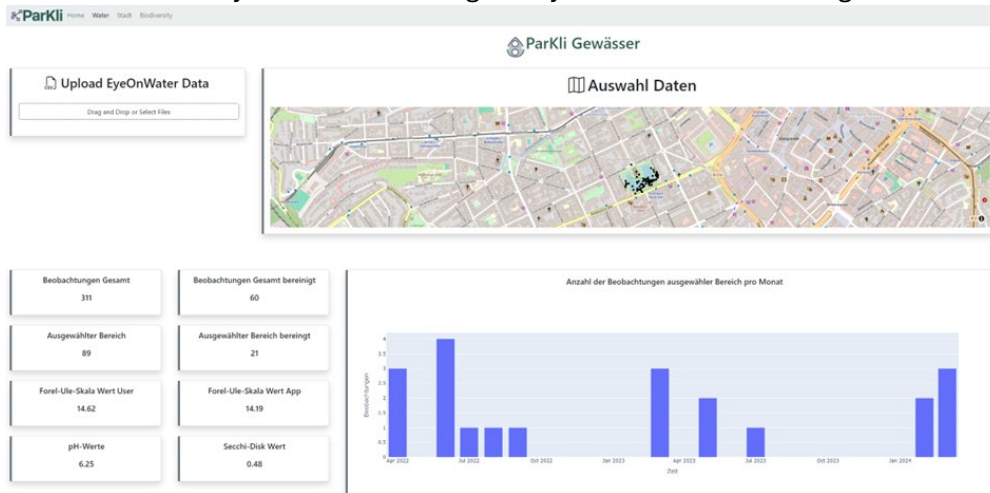 ParKli Home Water Stadt Biodiversity
ParKli Gewässer
Upload EyeOnWater Data
Drag and Drop or Select Files
Auswahl Daten
Beobachtungen Gesamt
311
Beobachtungen Gesamt bereinigt
60
Ausgewählter Bereich
89
Ausgewählter Bereich bereingt
21
Forel-Ule-Skala Wert User
14.62
Forel-Ule-Skala Wert App
14.19
pH-Werte
6.25
Secchi-Disk Wert
0.48
Anzahl der Beobachtungen ausgewähler Bereich pro Monat
Beobachtungen
4
3.5
3
2.5
2
1.5
1
0.5
0
Apr 2022 Jul 2022 Oct 2022 Jan 2023 Apr 2023 Jul 2023 Oct 2023 Jan 2024
Zeit